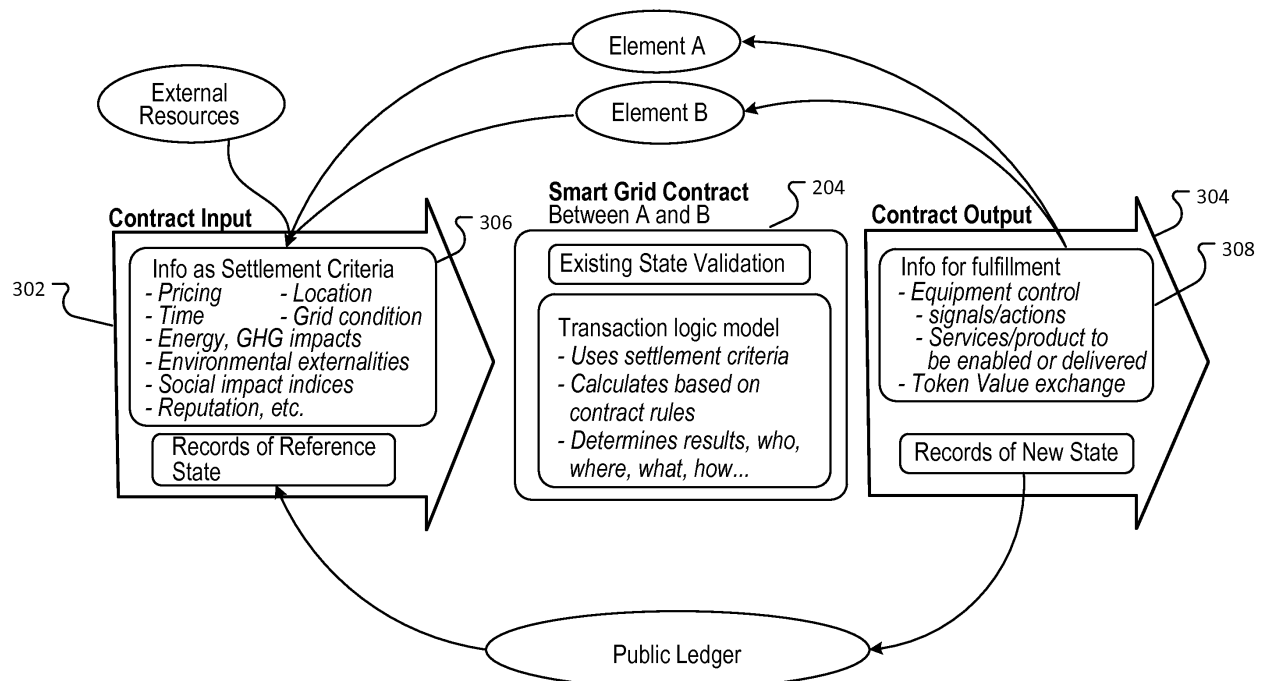 Element A
External
Resources
Element B
Smart Grid Contract
Between A and B
204
Contract Input
306
Contract Output
304
308
302
Info as Settlement Criteria
- Pricing - Location
- Time - Grid condition
- Energy, GHG impacts
- Environmental externalities
- Social impact indices
- Reputation, etc.
Records of Reference
State
Existing State Validation
Transaction logic model
- Uses settlement criteria
- Calculates based on
contract rules
- Determines results, who,
where, what, how...
Info for fulfillment
- Equipment control
- signals/actions
- Services/product to
be enabled or delivered
- Token Value exchange
Records of New State
Public Ledger